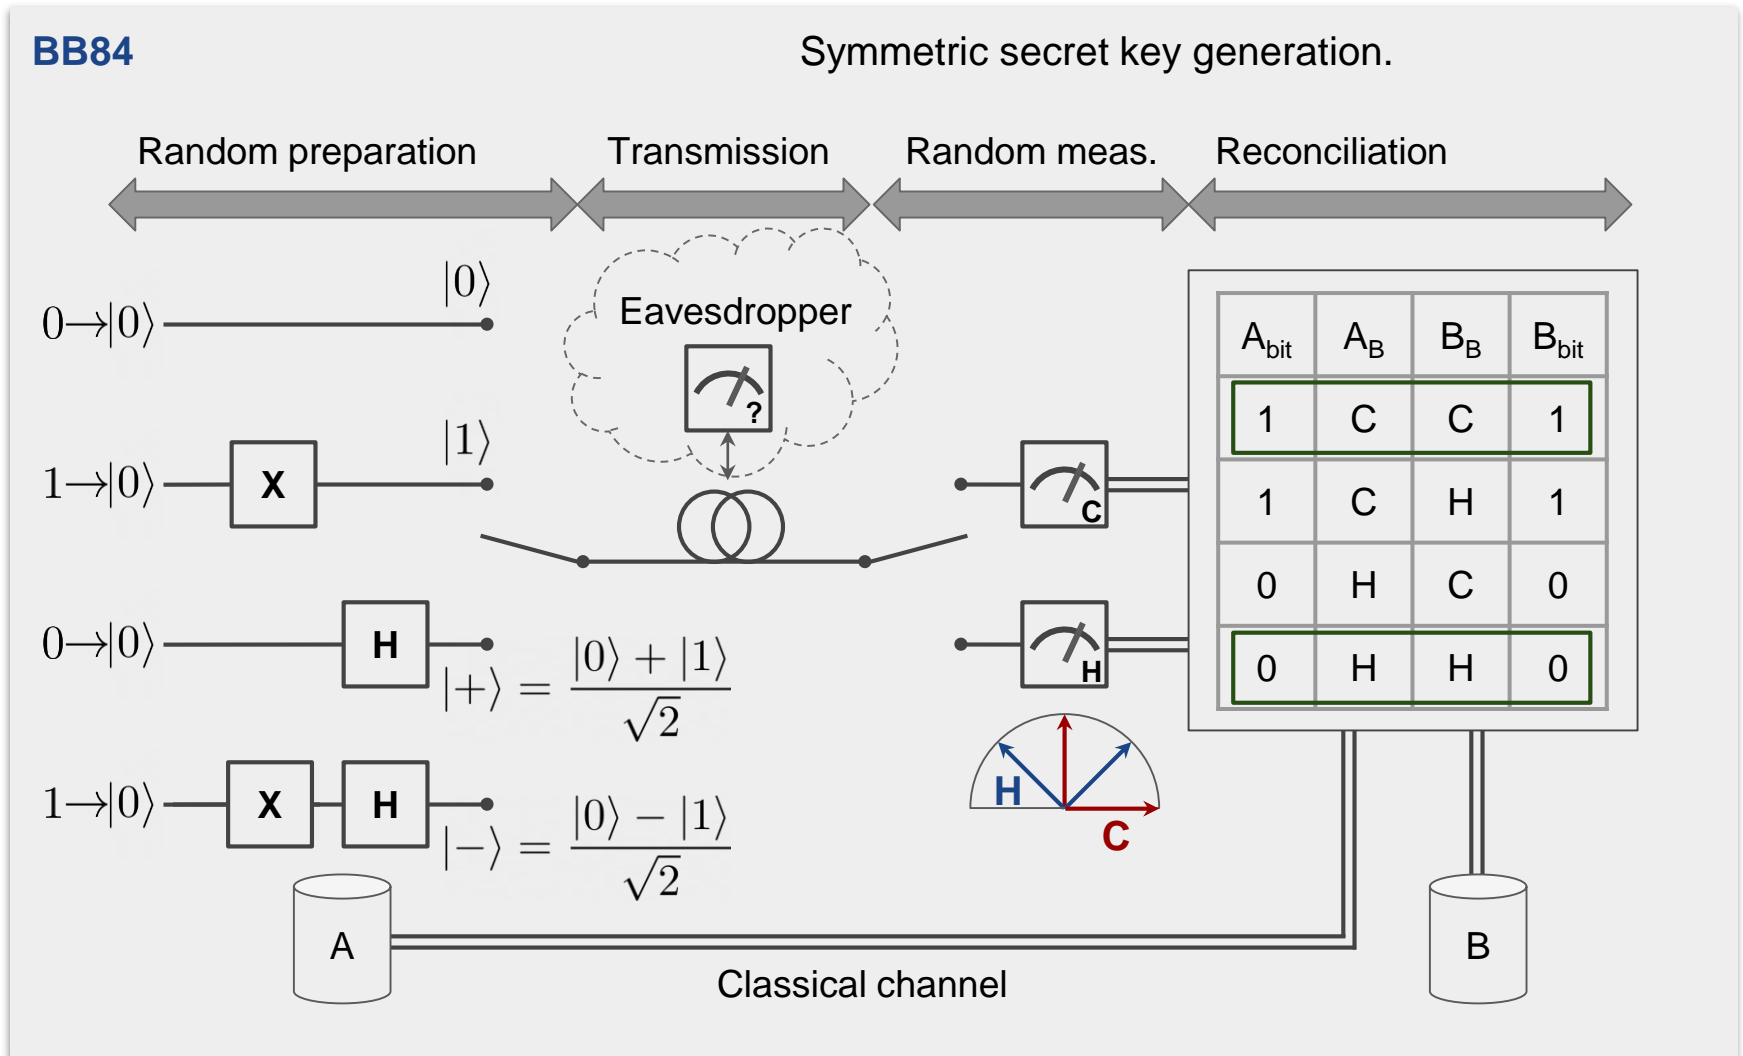 BB84
Symmetric secret key generation.
Random preparation
Transmission
Random meas.
Reconciliation
0→|0⟩
|0⟩
Eavesdropper
?
1→|0⟩
X
|1⟩
C
0→|0⟩
H
|+⟩ = (|0⟩ + |1⟩)/√2
H
1→|0⟩
X
H
|−⟩ = (|0⟩ − |1⟩)/√2
H
C
A_bit A_B B_B B_bit
1 C C 1
1 C H 1
0 H C 0
0 H H 0
A
B
Classical channel